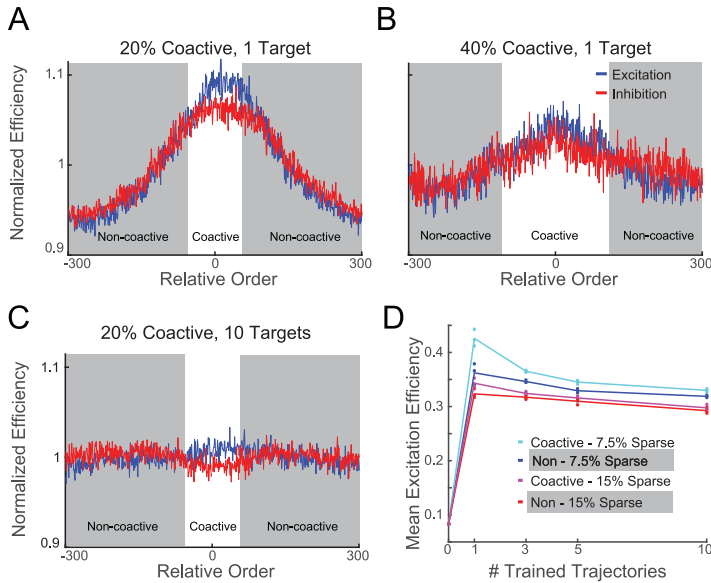 A
20% Coactive, 1 Target
Normalized Efficiency
1.1
1
0.9
Non-coactive
Coactive
Non-coactive
-300
0
300
Relative Order
B
40% Coactive, 1 Target
Excitation
Inhibition
Non-coactive
Coactive
Non-coactive
-300
0
300
Relative Order
C
20% Coactive, 10 Targets
Normalized Efficiency
1.1
1
0.9
Non-coactive
Coactive
Non-coactive
-300
0
300
Relative Order
D
Mean Excitation Efficiency
0.4
0.3
0.2
0.1
Coactive - 7.5% Sparse
Non - 7.5% Sparse
Coactive - 15% Sparse
Non - 15% Sparse
0
1
3
5
10
# Trained Trajectories